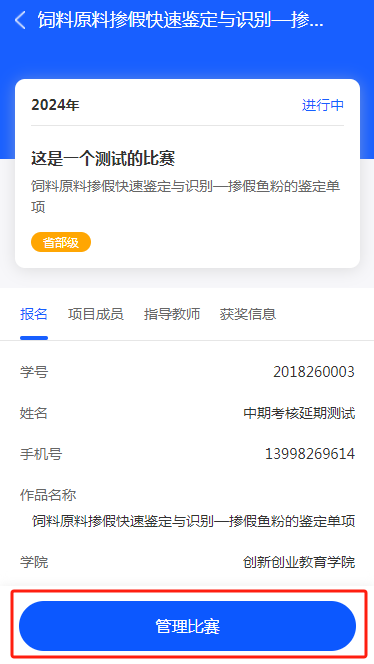 饲料原料掺假快速鉴定与识别—掺...
2024年
进行中
这是一个测试的比赛
饲料原料掺假快速鉴定与识别—掺假鱼粉的鉴定单
项
省部级
报名 项目成员 指导教师 获奖信息
学号 2018260003
姓名 中期考核延期测试
手机号 13998269614
作品名称
饲料原料掺假快速鉴定与识别—掺假鱼粉的鉴定单项
学院 创新创业教育学院
管理比赛